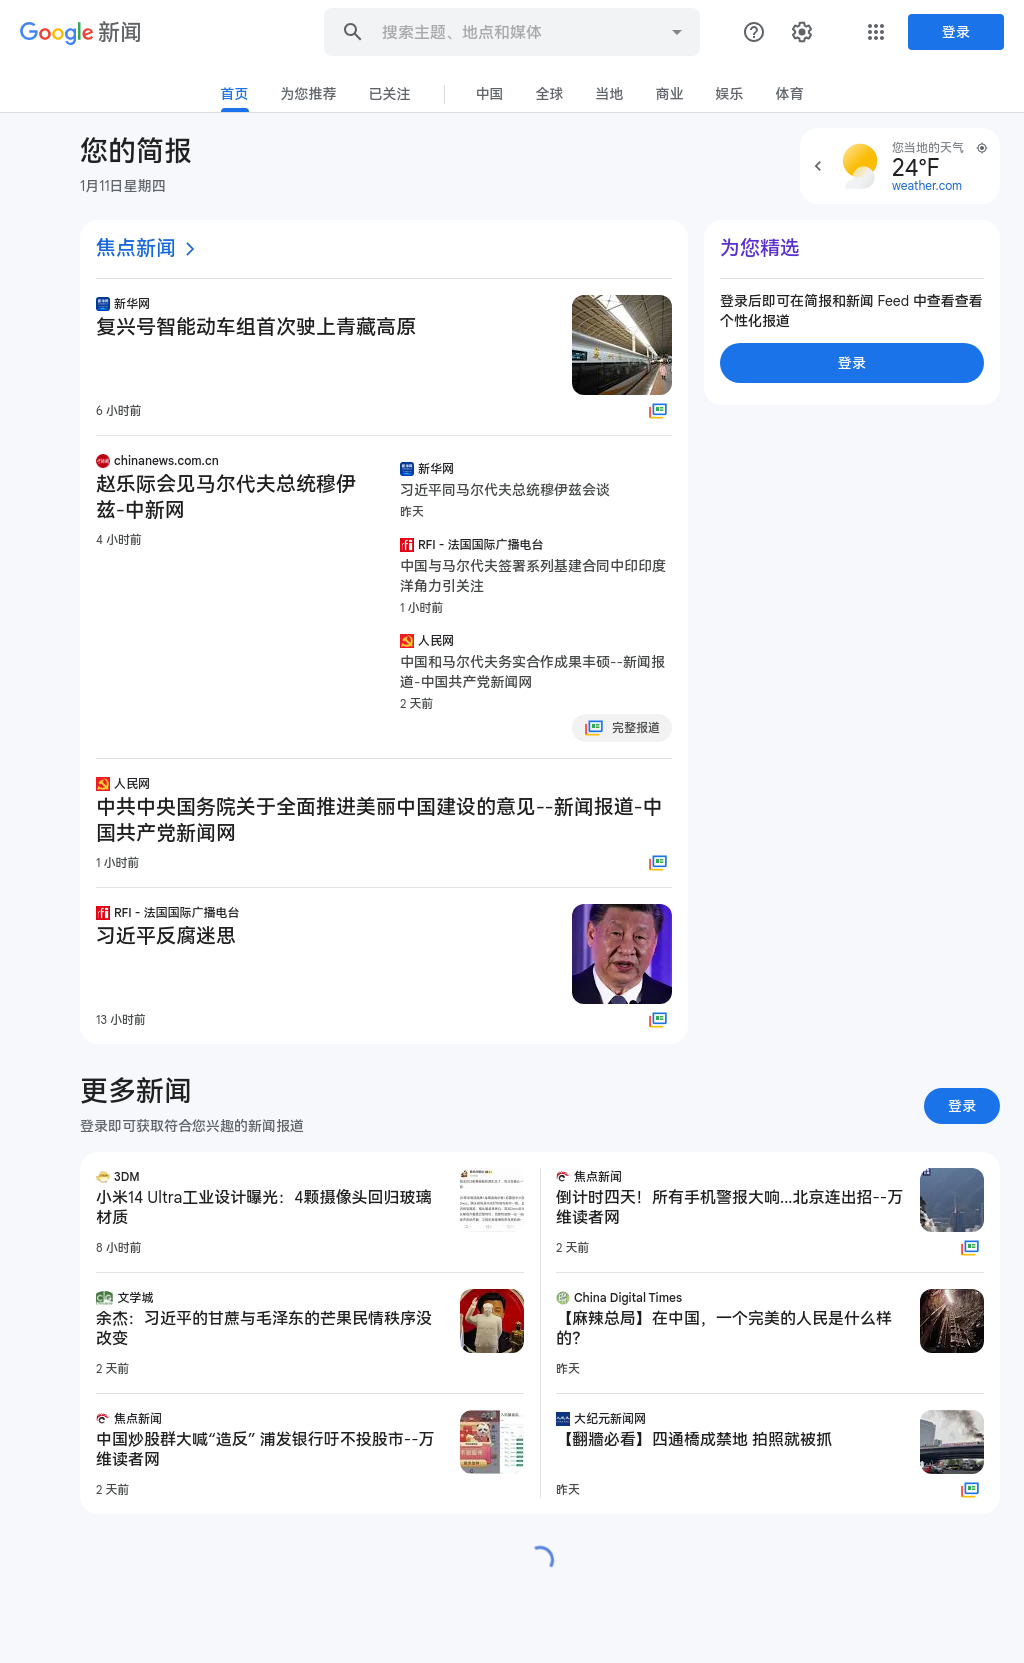 Google 新闻
搜索主题、地点和媒体
登录
首页
为您推荐
已关注
中国
全球
当地
商业
娱乐
体育
您的简报
1月11日星期四
您当地的天气
24°F
weather.com
焦点新闻
新华网
复兴号智能动车组首次驶上青藏高原
6 小时前
chinanews.com.cn
赵乐际会见马尔代夫总统穆伊
兹-中新网
4 小时前
新华网
习近平同马尔代夫总统穆伊兹会谈
昨天
RFI - 法国国际广播电台
中国与马尔代夫签署系列基建合同中印印度
洋角力引关注
1 小时前
人民网
中国和马尔代夫务实合作成果丰硕--新闻报
道-中国共产党新闻网
2 天前
完整报道
人民网
中共中央国务院关于全面推进美丽中国建设的意见--新闻报道-中
国共产党新闻网
1 小时前
RFI - 法国国际广播电台
习近平反腐迷思
13 小时前
为您精选
登录后即可在简报和新闻 Feed 中查看查看
个性化报道
登录
更多新闻
登录即可获取符合您兴趣的新闻报道
登录
3DM
小米14 Ultra工业设计曝光：4颗摄像头回归玻璃
材质
8 小时前
文学城
余杰：习近平的甘蔗与毛泽东的芒果民情秩序没
改变
2 天前
焦点新闻
中国炒股群大喊“造反” 浦发银行吁不投股市--万
维读者网
2 天前
焦点新闻
倒计时四天！所有手机警报大响...北京连出招--万
维读者网
2 天前
China Digital Times
【麻辣总局】在中国，一个完美的人民是什么样
的？
昨天
大纪元新闻网
【翻牆必看】四通橋成禁地 拍照就被抓
昨天